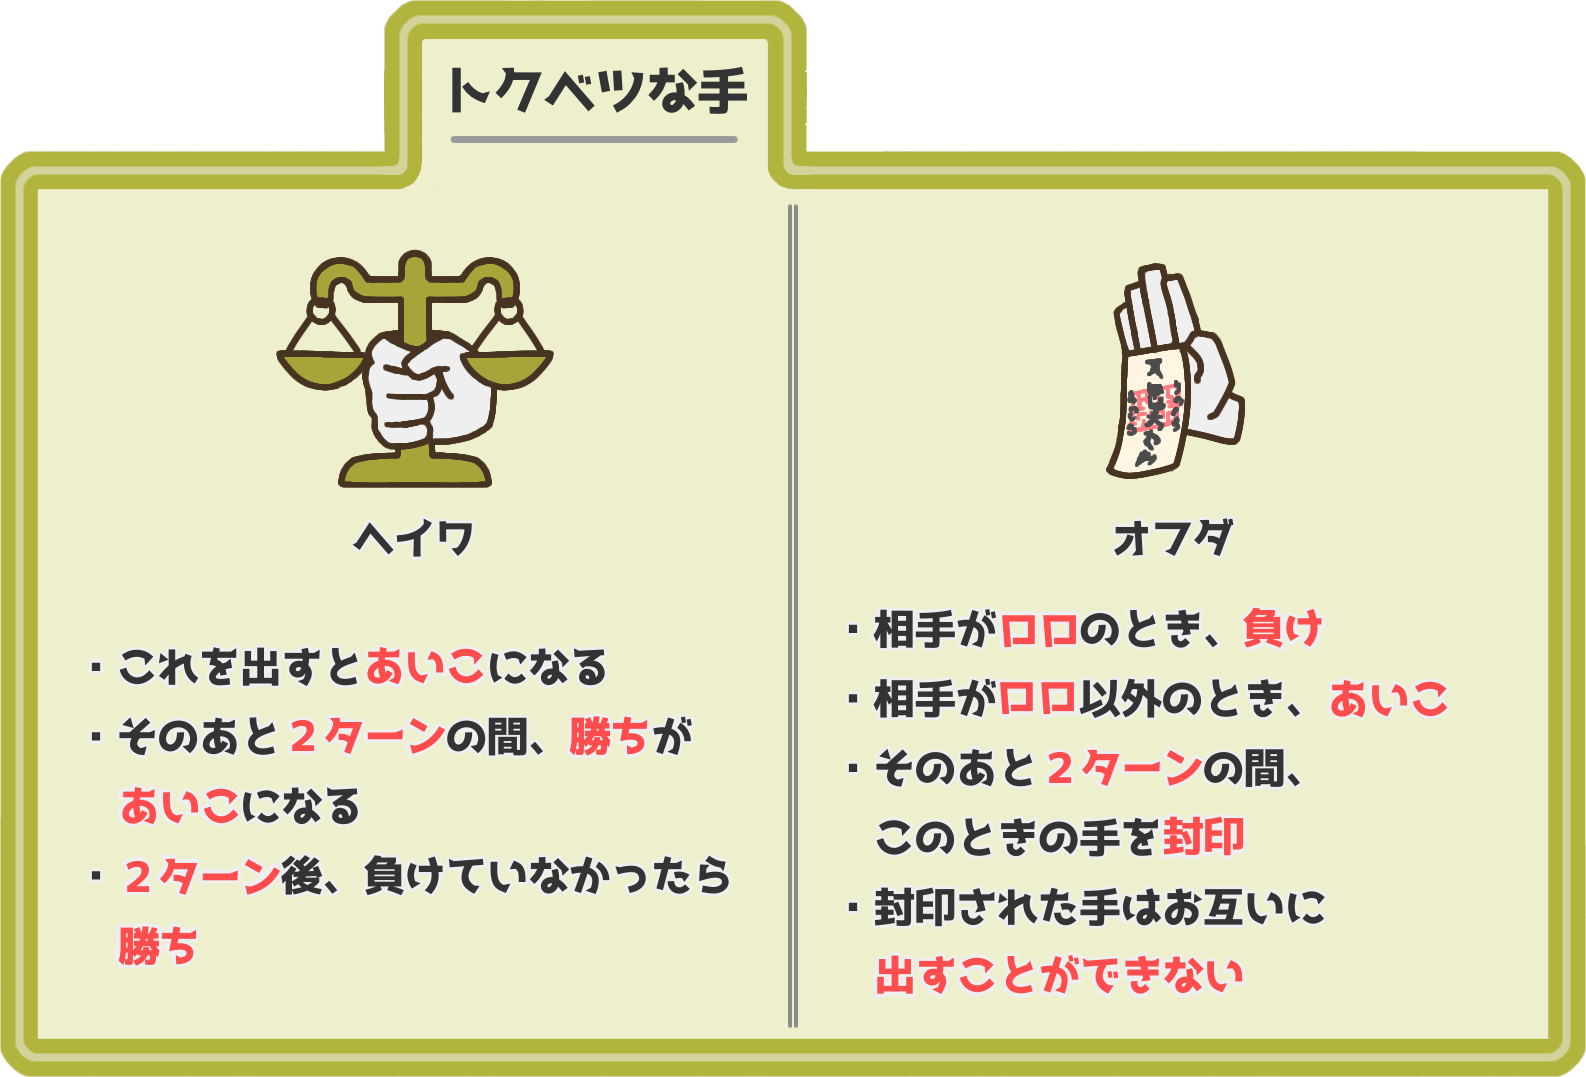 トクベツな手
ヘイワ
・これを出すとあいこになる
・そのあと２ターンの間、勝ちが
あいこになる
・２ターン後、負けていなかったら
勝ち
オフダ
・相手がロロのとき、負け
・相手がロロ以外のとき、あいこ
・そのあと２ターンの間、
このときの手を封印
・封印された手はお互いに
出すことができない